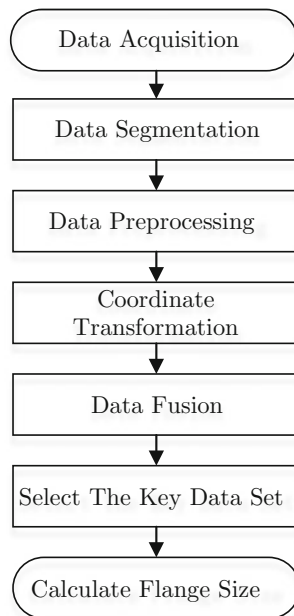 Data Acquisition
Data Segmentation
Data Preprocessing
Coordinate
Transformation
Data Fusion
Select The Key Data Set
Calculate Flange Size